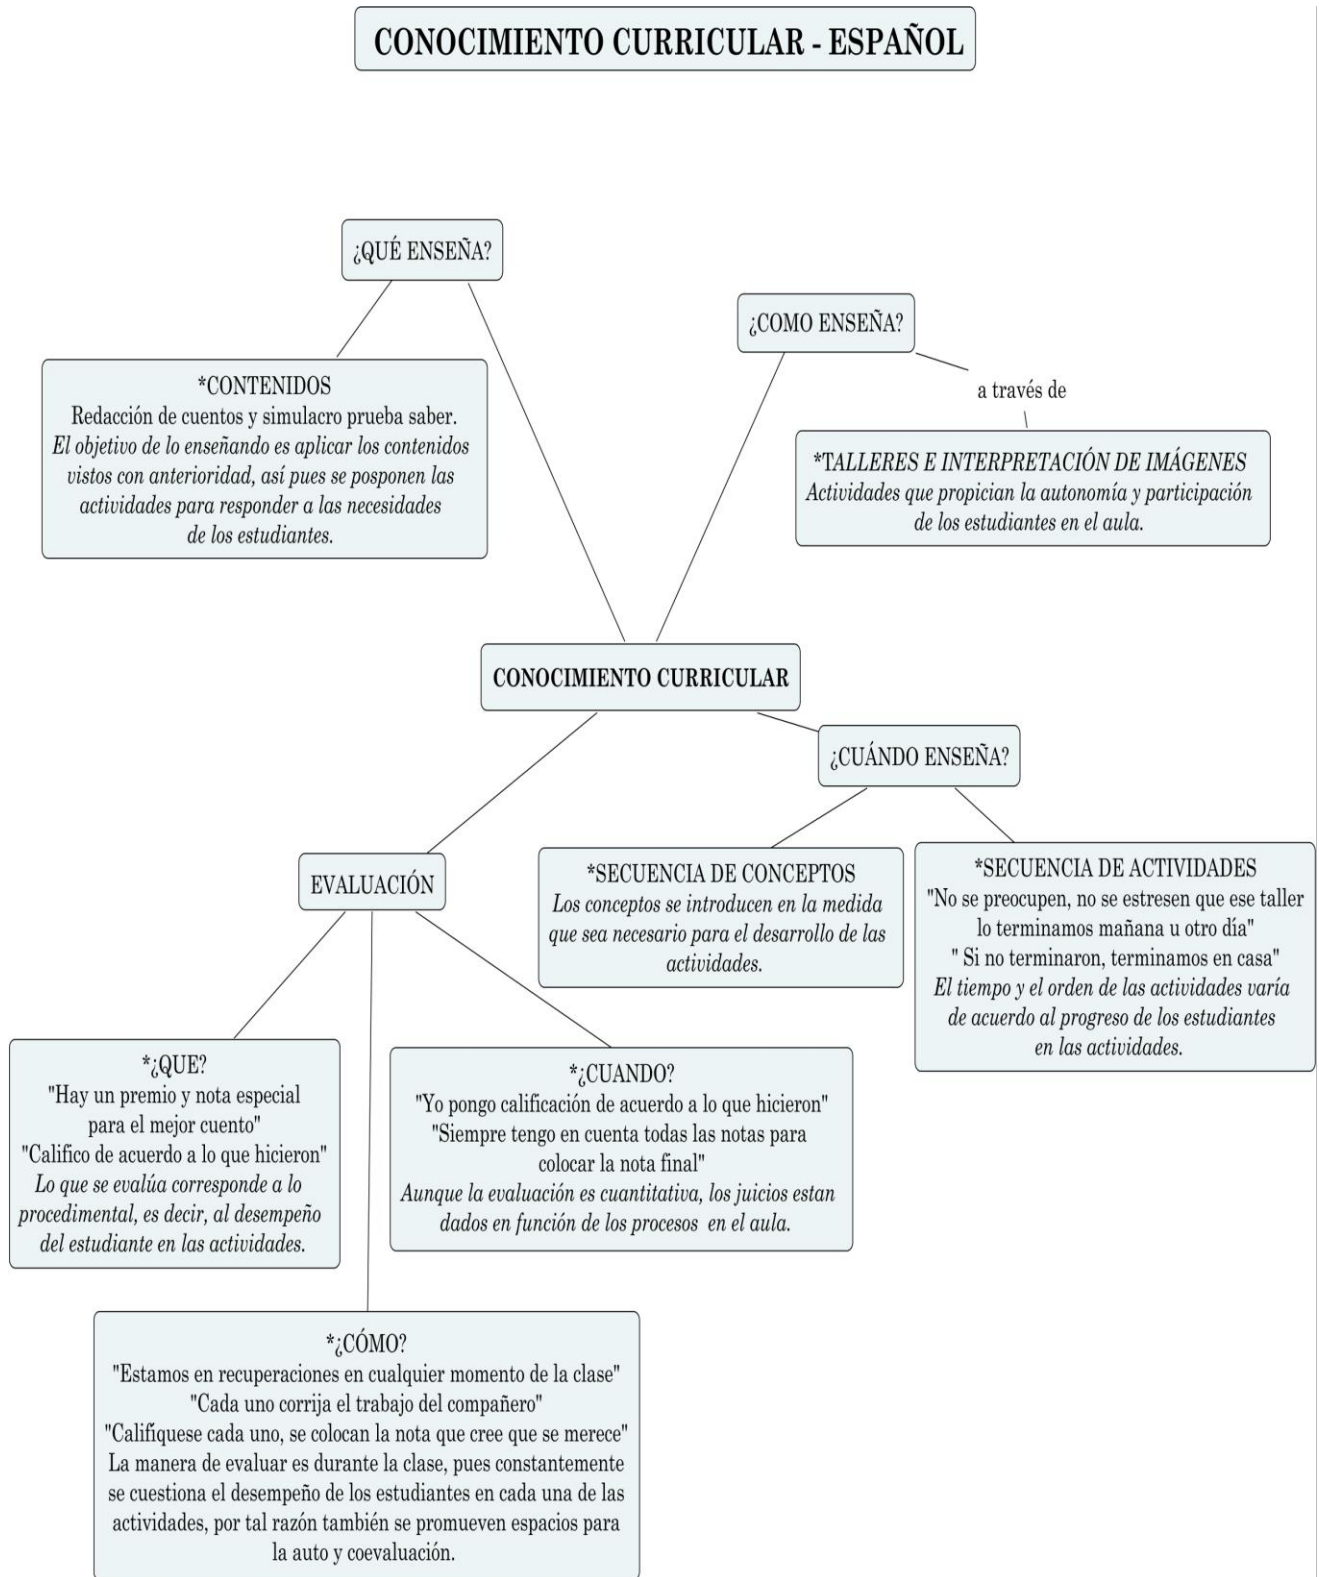 CONOCIMIENTO CURRICULAR - ESPAÑOL
¿QUÉ ENSEÑA?
¿COMO ENSEÑA?
*CONTENIDOS
Redacción de cuentos y simulacro prueba saber.
El objetivo de lo enseñando es aplicar los contenidos
vistos con anterioridad, así pues se posponen las
actividades para responder a las necesidades
de los estudiantes.
a través de
*TALLERES E INTERPRETACIÓN DE IMÁGENES
Actividades que propician la autonomía y participación
de los estudiantes en el aula.
CONOCIMIENTO CURRICULAR
¿CUÁNDO ENSEÑA?
EVALUACIÓN
*SECUENCIA DE CONCEPTOS
Los conceptos se introducen en la medida
que sea necesario para el desarrollo de las
actividades.
*SECUENCIA DE ACTIVIDADES
"No se preocupen, no se estresen que ese taller
lo terminamos mañana u otro día"
" Si no terminaron, terminamos en casa"
El tiempo y el orden de las actividades varía
de acuerdo al progreso de los estudiantes
en las actividades.
*¿QUE?
"Hay un premio y nota especial
para el mejor cuento"
"Califico de acuerdo a lo que hicieron"
Lo que se evalúa corresponde a lo
procedimental, es decir, al desempeño
del estudiante en las actividades.
*¿CUANDO?
"Yo pongo calificación de acuerdo a lo que hicieron"
"Siempre tengo en cuenta todas las notas para
colocar la nota final"
Aunque la evaluación es cuantitativa, los juicios estan
dados en función de los procesos en el aula.
*¿CÓMO?
"Estamos en recuperaciones en cualquier momento de la clase"
"Cada uno corrija el trabajo del compañero"
"Califiquese cada uno, se colocan la nota que cree que se merece"
La manera de evaluar es durante la clase, pues constantemente
se cuestiona el desempeño de los estudiantes en cada una de las
actividades, por tal razón también se promueven espacios para
la auto y coevaluación.